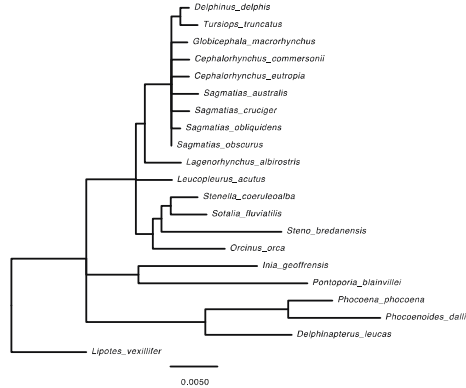 Delphinus_delphis
Tursiops_truncatus
Globicephala_macrorhynchus
Cephalorhynchus_commersonii
Cephalorhynchus_eutropia
Sagmatias_australis
Sagmatias_cruciger
Sagmatias_obliquidens
Sagmatias_obscurus
Lagenorhynchus_albirostris
Leucopleurus_acutus
Stenella_coeruleoalba
Sotalia_fluviatilis
Steno_bredanensis
Orcinus_orca
Inia_geoffrensis
Pontoporia_blainvillei
Phocoena_phocoena
Phocoenoides_dalli
Delphinapterus_leucas
Lipotes_vexillifer
0.0050